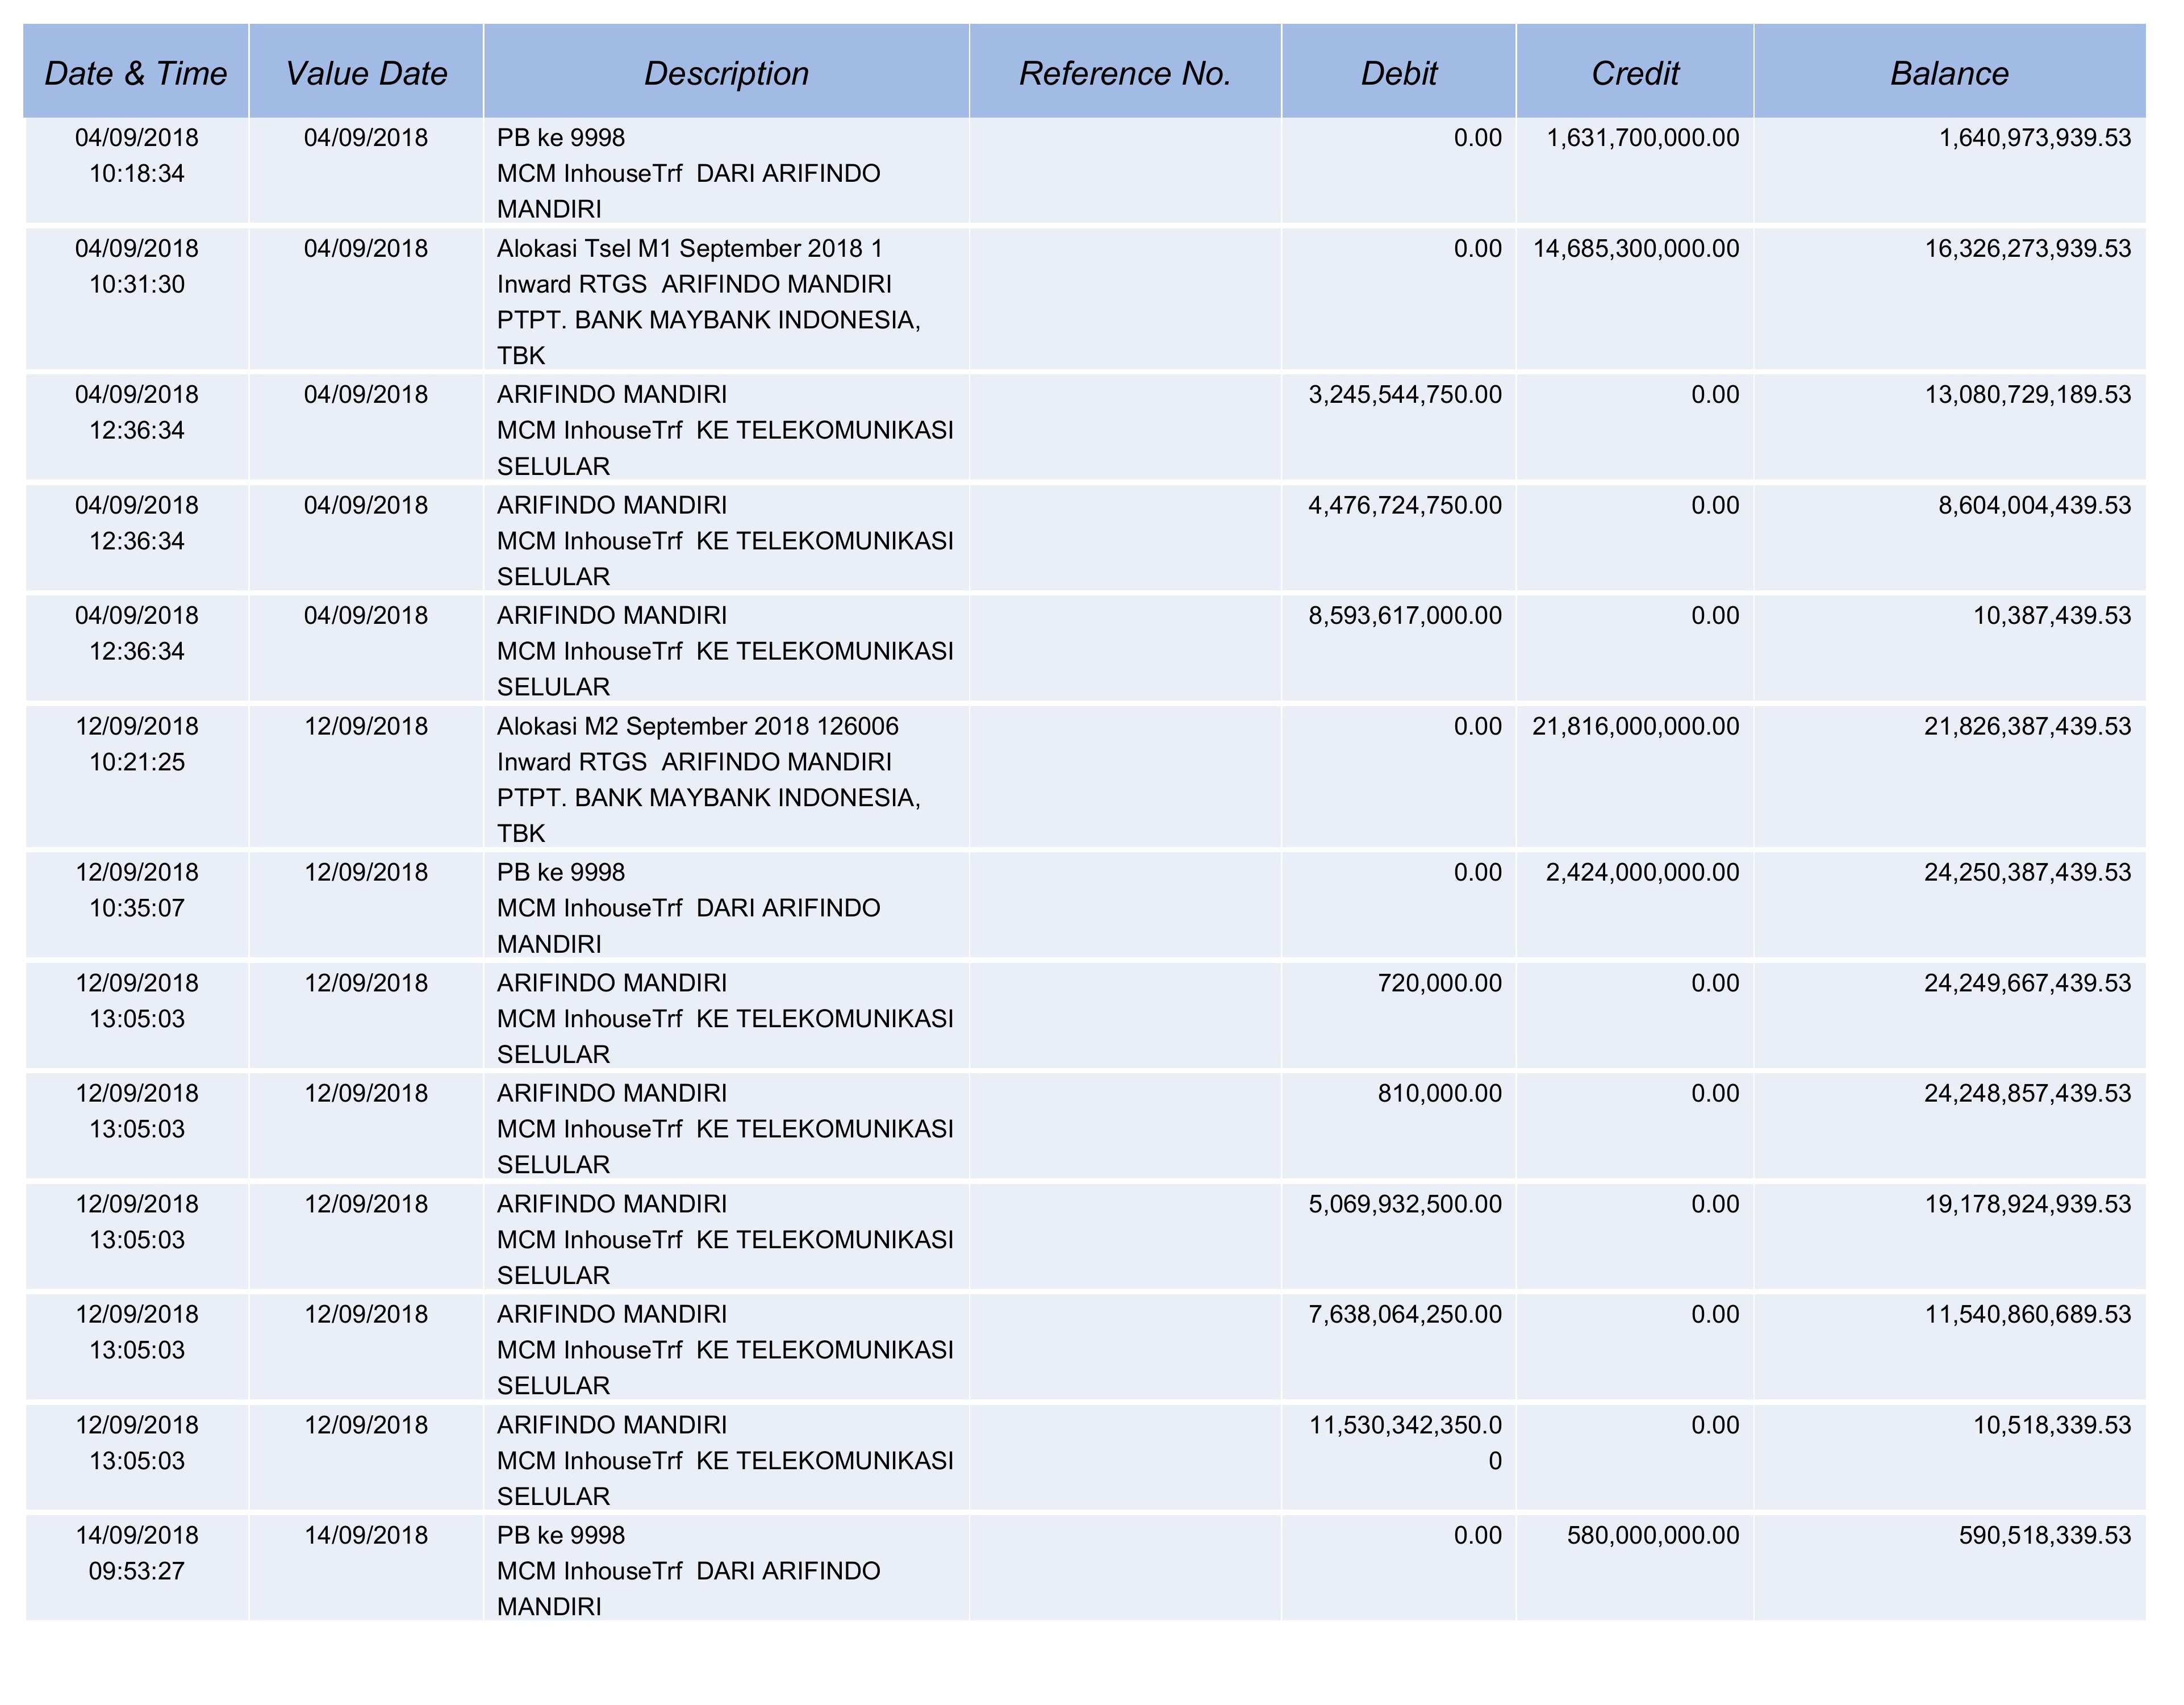 Date & Time Value Date Description Reference No. Debit Credit Balance
04/09/2018 04/09/2018 PB ke 9998 0.00 1,631,700,000.00 1,640,973,939.53
10:18:34 MCM InhouseTrf  DARI ARIFINDO
MANDIRI
04/09/2018 04/09/2018 Alokasi Tsel M1 September 2018 1 0.00 14,685,300,000.00 16,326,273,939.53
10:31:30 Inward RTGS  ARIFINDO MANDIRI
PTPT. BANK MAYBANK INDONESIA,
TBK
04/09/2018 04/09/2018 ARIFINDO MANDIRI 3,245,544,750.00 0.00 13,080,729,189.53
12:36:34 MCM InhouseTrf  KE TELEKOMUNIKASI
SELULAR
04/09/2018 04/09/2018 ARIFINDO MANDIRI 4,476,724,750.00 0.00 8,604,004,439.53
12:36:34 MCM InhouseTrf  KE TELEKOMUNIKASI
SELULAR
04/09/2018 04/09/2018 ARIFINDO MANDIRI 8,593,617,000.00 0.00 10,387,439.53
12:36:34 MCM InhouseTrf  KE TELEKOMUNIKASI
SELULAR
12/09/2018 12/09/2018 Alokasi M2 September 2018 126006 0.00 21,816,000,000.00 21,826,387,439.53
10:21:25 Inward RTGS  ARIFINDO MANDIRI
PTPT. BANK MAYBANK INDONESIA,
TBK
12/09/2018 12/09/2018 PB ke 9998 0.00 2,424,000,000.00 24,250,387,439.53
10:35:07 MCM InhouseTrf  DARI ARIFINDO
MANDIRI
12/09/2018 12/09/2018 ARIFINDO MANDIRI 720,000.00 0.00 24,249,667,439.53
13:05:03 MCM InhouseTrf  KE TELEKOMUNIKASI
SELULAR
12/09/2018 12/09/2018 ARIFINDO MANDIRI 810,000.00 0.00 24,248,857,439.53
13:05:03 MCM InhouseTrf  KE TELEKOMUNIKASI
SELULAR
12/09/2018 12/09/2018 ARIFINDO MANDIRI 5,069,932,500.00 0.00 19,178,924,939.53
13:05:03 MCM InhouseTrf  KE TELEKOMUNIKASI
SELULAR
12/09/2018 12/09/2018 ARIFINDO MANDIRI 7,638,064,250.00 0.00 11,540,860,689.53
13:05:03 MCM InhouseTrf  KE TELEKOMUNIKASI
SELULAR
12/09/2018 12/09/2018 ARIFINDO MANDIRI 11,530,342,350.0 0.00 10,518,339.53
13:05:03 MCM InhouseTrf  KE TELEKOMUNIKASI 0
SELULAR
14/09/2018 14/09/2018 PB ke 9998 0.00 580,000,000.00 590,518,339.53
09:53:27 MCM InhouseTrf  DARI ARIFINDO
MANDIRI